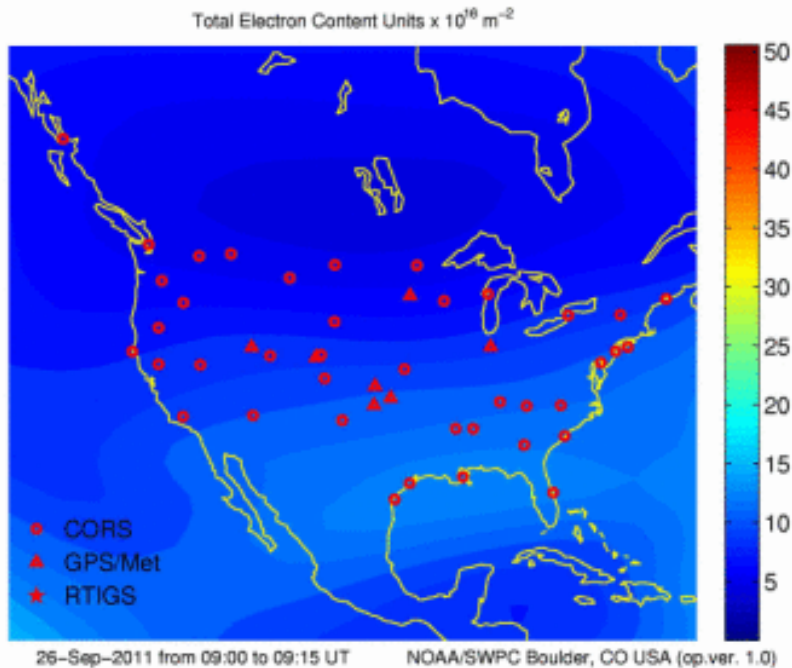 Total Electron Content Units x 10¹⁶ m⁻²
50
45
40
35
30
25
20
15
10
5
CORS
GPS/Met
RTIGS
26-Sep-2011 from 09:00 to 09:15 UT
NOAA/SWPC Boulder, CO USA (op.ver. 1.0)